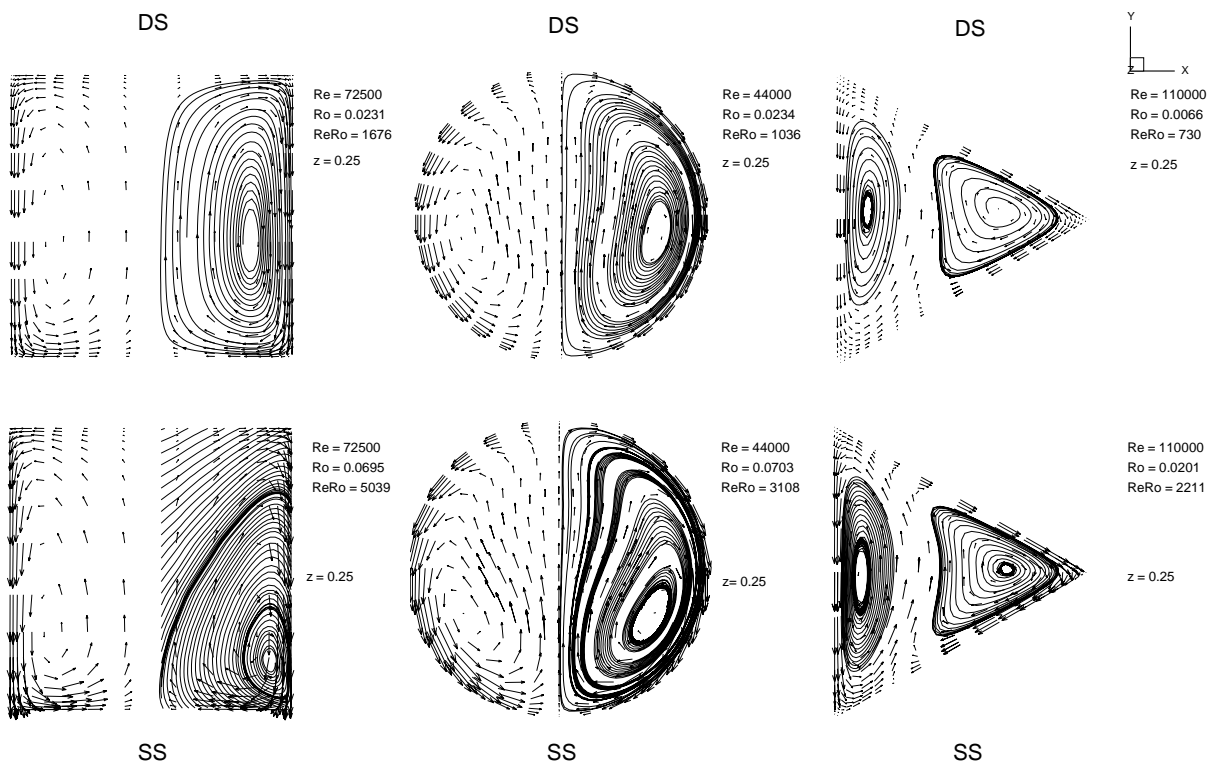 DS
DS
DS
Y
Z
X
Re = 72500
Ro = 0.0231
ReRo = 1676
z = 0.25
Re = 44000
Ro = 0.0234
ReRo = 1036
z = 0.25
Re = 110000
Ro = 0.0066
ReRo = 730
z = 0.25
Re = 72500
Ro = 0.0695
ReRo = 5039
z = 0.25
Re = 44000
Ro = 0.0703
ReRo = 3108
z= 0.25
Re = 110000
Ro = 0.0201
ReRo = 2211
z = 0.25
SS
SS
SS